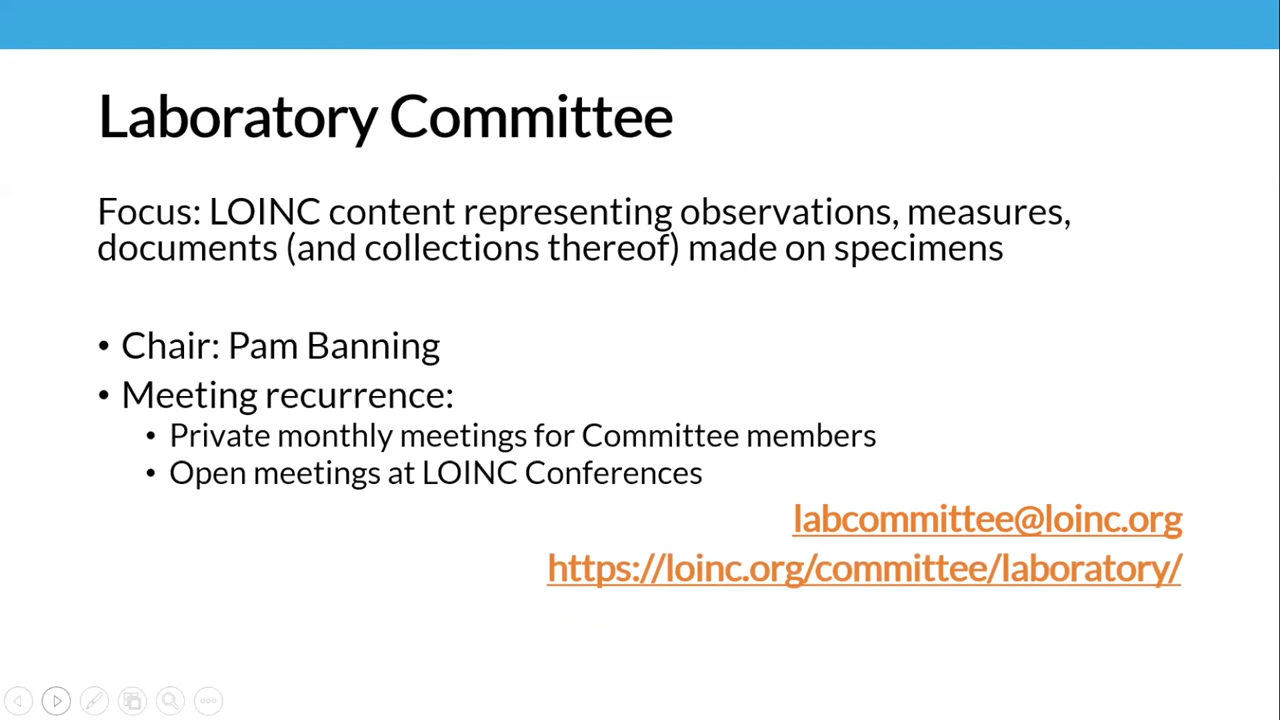 Laboratory Committee
Focus: LOINC content representing observations, measures,
documents (and collections thereof) made on specimens
• Chair: Pam Banning
• Meeting recurrence:
• Private monthly meetings for Committee members
• Open meetings at LOINC Conferences
labcommittee@loinc.org
https://loinc.org/committee/laboratory/